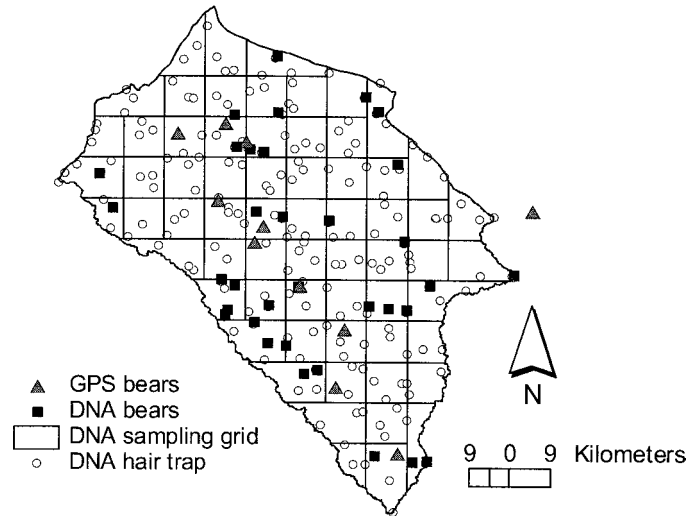 GPS bears
DNA bears
DNA sampling grid
DNA hair trap
N
9 0 9 Kilometers